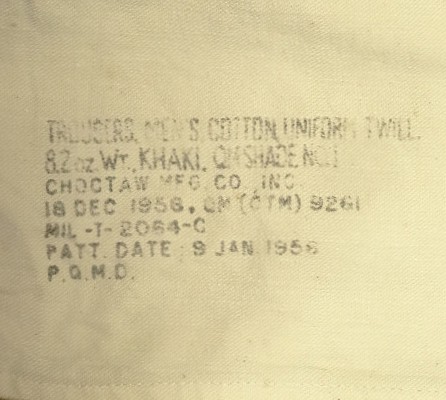 TROUSERS, MEN'S, COTTON, UNIFORM TWILL.
8.2 oz. WT., KHAKI, QM SHADE NO.1
CHOCTAW MFG. CO., INC
18 DEC 1956, QM (CTM) 9261
MIL-T-2064-C
PATT. DATE 9 JAN 1956
P.Q.M.D.